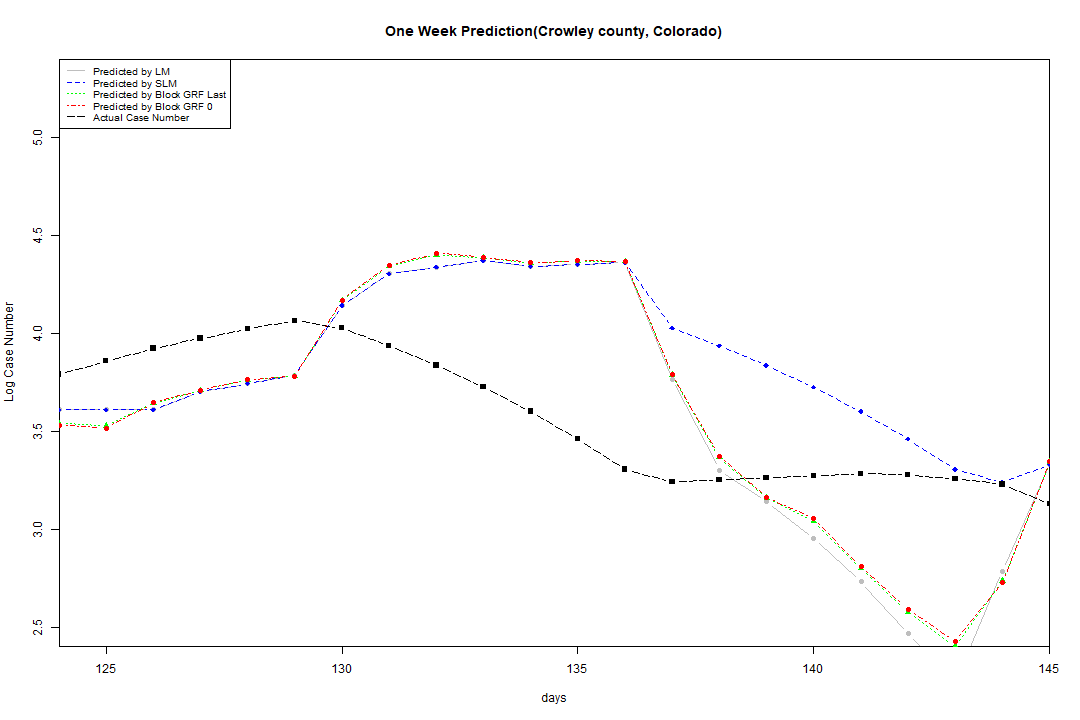 One Week Prediction(Crowley county, Colorado)
Predicted by LM
Predicted by SLM
Predicted by Block GRF Last
Predicted by Block GRF 0
Actual Case Number
Log Case Number
5.0
4.5
4.0
3.5
3.0
2.5
125 130 135 140 145
days